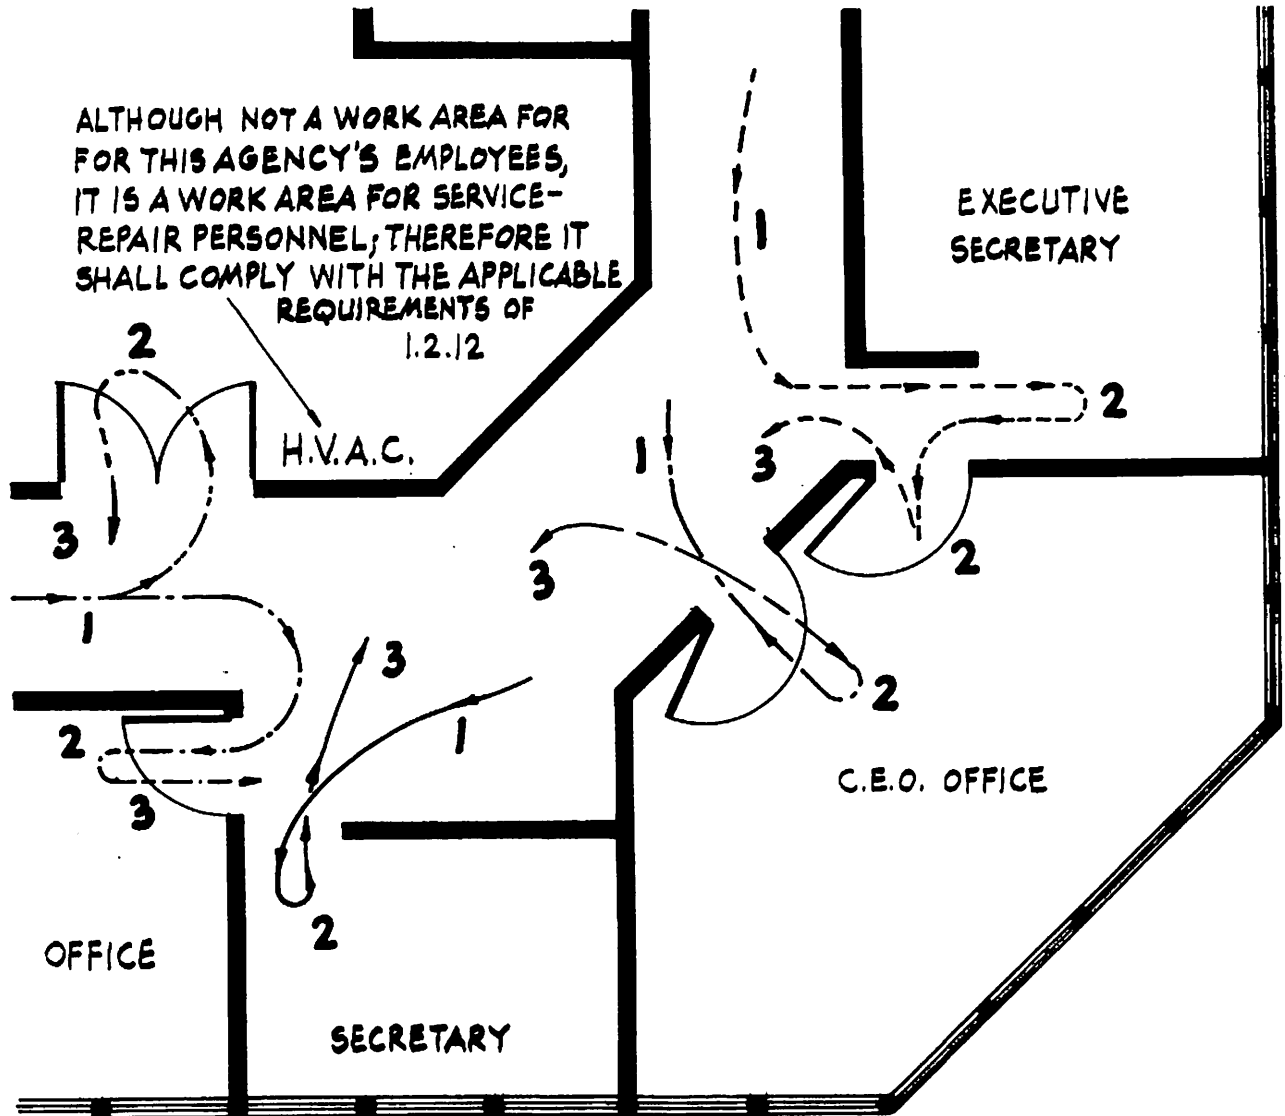 ALTHOUGH NOT A WORK AREA FOR
FOR THIS AGENCY'S EMPLOYEES,
IT IS A WORK AREA FOR SERVICE-
REPAIR PERSONNEL; THEREFORE IT
SHALL COMPLY WITH THE APPLICABLE
REQUIREMENTS OF
1.2.12
EXECUTIVE
SECRETARY
1
2
2
H.V.A.C.
1
3
3
2
3
1
3
2
2
1
3
C.E.O. OFFICE
2
OFFICE
SECRETARY